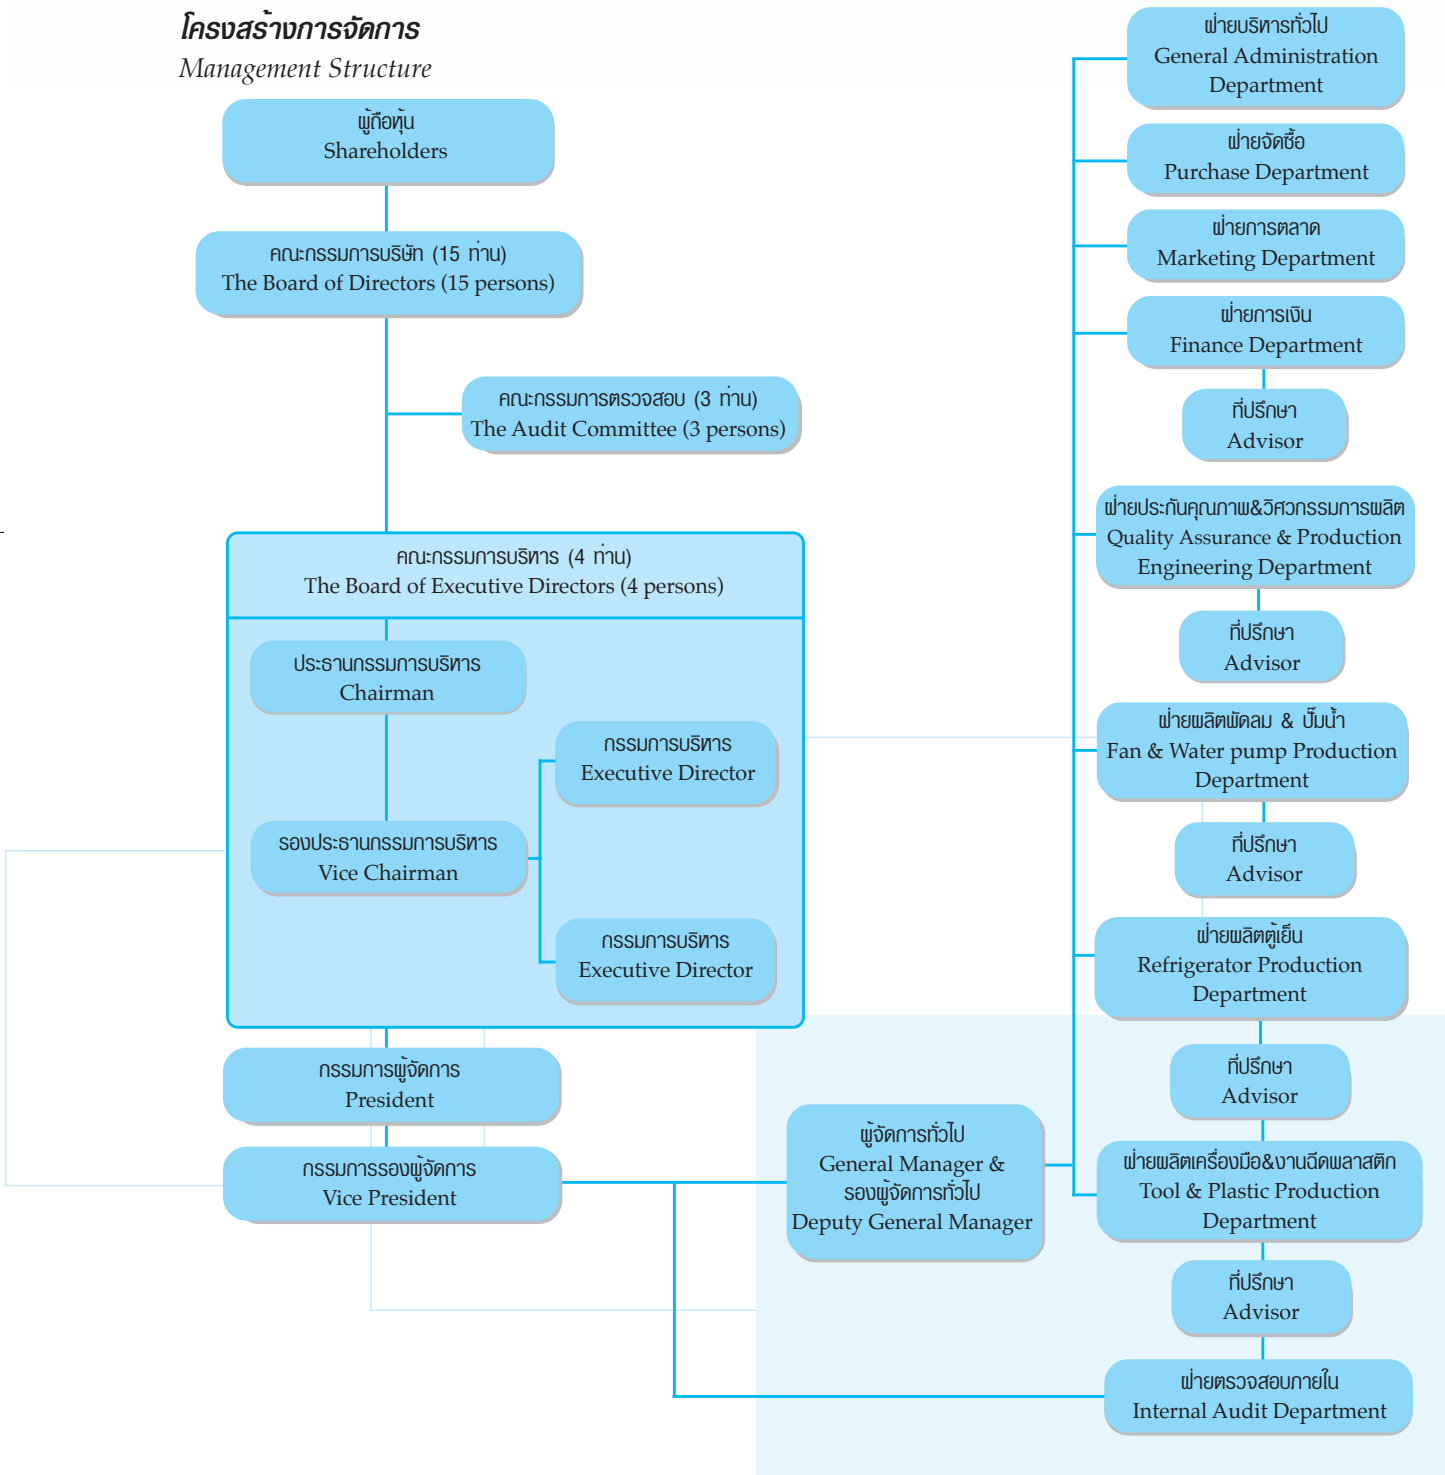 โครงสร้างการจัดการ
Management Structure
ผู้ถือหุ้น
Shareholders
คณะกรรมการบริษัท (15 ท่าน)
The Board of Directors (15 persons)
คณะกรรมการตรวจสอบ (3 ท่าน)
The Audit Committee (3 persons)
คณะกรรมการบริหาร (4 ท่าน)
The Board of Executive Directors (4 persons)
ประธานกรรมการบริหาร
Chairman
กรรมการบริหาร
Executive Director
รองประธานกรรมการบริหาร
Vice Chairman
กรรมการบริหาร
Executive Director
กรรมการผู้จัดการ
President
กรรมการรองผู้จัดการ
Vice President
ผู้จัดการทั่วไป
General Manager &
รองผู้จัดการทั่วไป
Deputy General Manager
ฝ่ายบริหารทั่วไป
General Administration
Department
ฝ่ายจัดซื้อ
Purchase Department
ฝ่ายการตลาด
Marketing Department
ฝ่ายการเงิน
Finance Department
ที่ปรึกษา
Advisor
ฝ่ายประกันคุณภาพ&วิศวกรรมการผลิต
Quality Assurance & Production
Engineering Department
ที่ปรึกษา
Advisor
ฝ่ายผลิตพัดลม & ปั๊มน้ำ
Fan & Water pump Production
Department
ที่ปรึกษา
Advisor
ฝ่ายผลิตตู้เย็น
Refrigerator Production
Department
ที่ปรึกษา
Advisor
ฝ่ายผลิตเครื่องมือ&งานฉีดพลาสติก
Tool & Plastic Production
Department
ที่ปรึกษา
Advisor
ฝ่ายตรวจสอบภายใน
Internal Audit Department